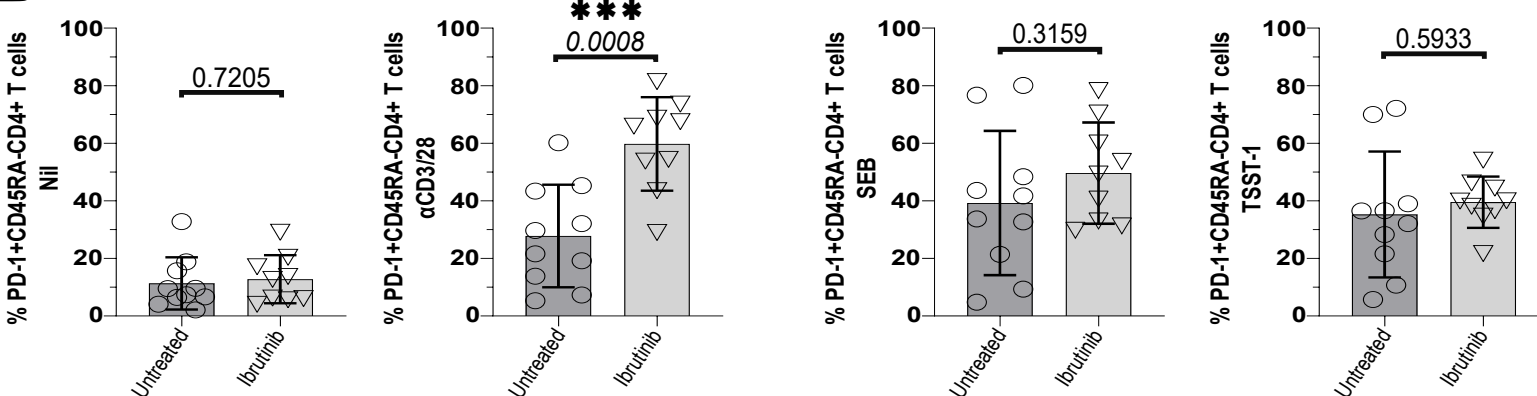 % PD-1+CD45RA-CD4+ T cells
Nil
100
80
60
40
20
0
0.7205
Untreated
Ibrutinib
% PD-1+CD45RA-CD4+ T cells
αCD3/28
100
80
60
40
20
0
***
0.0008
Untreated
Ibrutinib
% PD-1+CD45RA-CD4+ T cells
SEB
100
80
60
40
20
0
0.3159
Untreated
Ibrutinib
% PD-1+CD45RA-CD4+ T cells
TSST-1
100
80
60
40
20
0
0.5933
Untreated
Ibrutinib